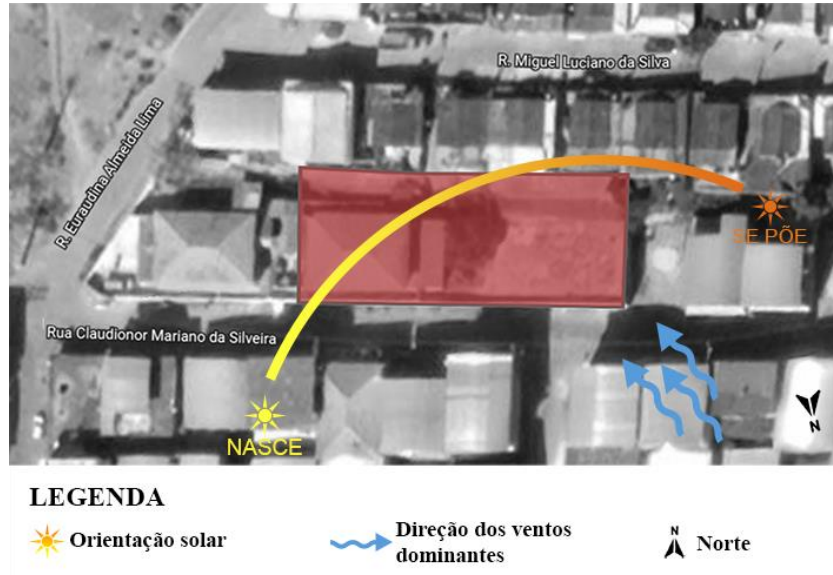 R. Miguel Luciano da Silva
R. Euraudina Almeida Lima
SE PÕE
Rua Claudionor Mariano da Silveira
NASCE
N
LEGENDA
Orientação solar
Direção dos ventos
dominantes
N
Norte